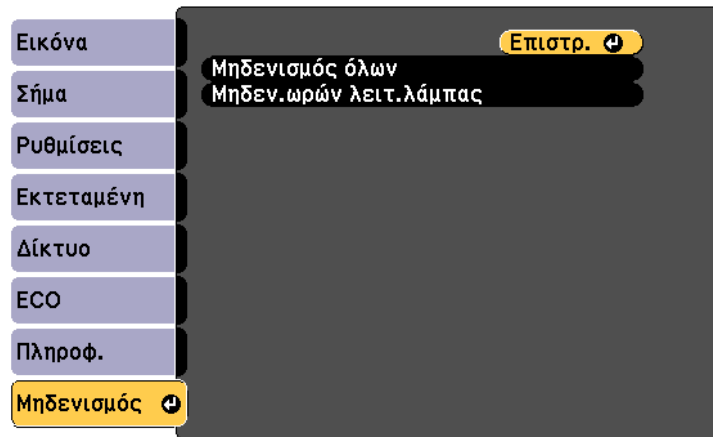 Εικόνα
Σήμα
Ρυθμίσεις
Εκτεταμένη
Δίκτυο
ECO
Πληροφ.
Μηδενισμός
Επιστρ.
Μηδενισμός όλων
Μηδεν.ωρών λειτ.λάμπας